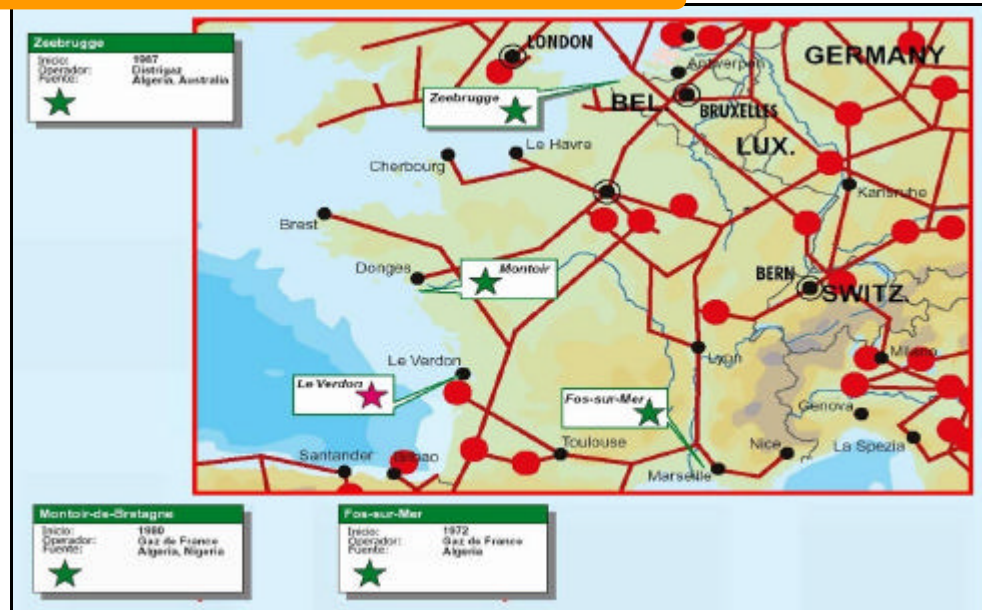 Zeebrugge
Inicio: 1987
Operador: Distrigaz
Fuente: Algeria, Australia
LONDON
GERMANY
Antwerpen
Zeebrugge
BEL
BRUXELLES
LUX.
Le Havre
Cherbourg
Karlsruhe
Brest
Donges
Montoir
BERN
SWITZ.
Le Verdon
Lyon
Milano
Le Verdon
Fos-sur-Mer
Genova
Toulouse
Nice
La Spezia
Santander
Bilbao
Marseille
Montoir-de-Bretagne
Inicio: 1980
Operador: Gaz de France
Fuente: Algeria, Nigeria
Fos-sur-Mer
Inicio: 1972
Operador: Gaz de France
Fuente: Algeria